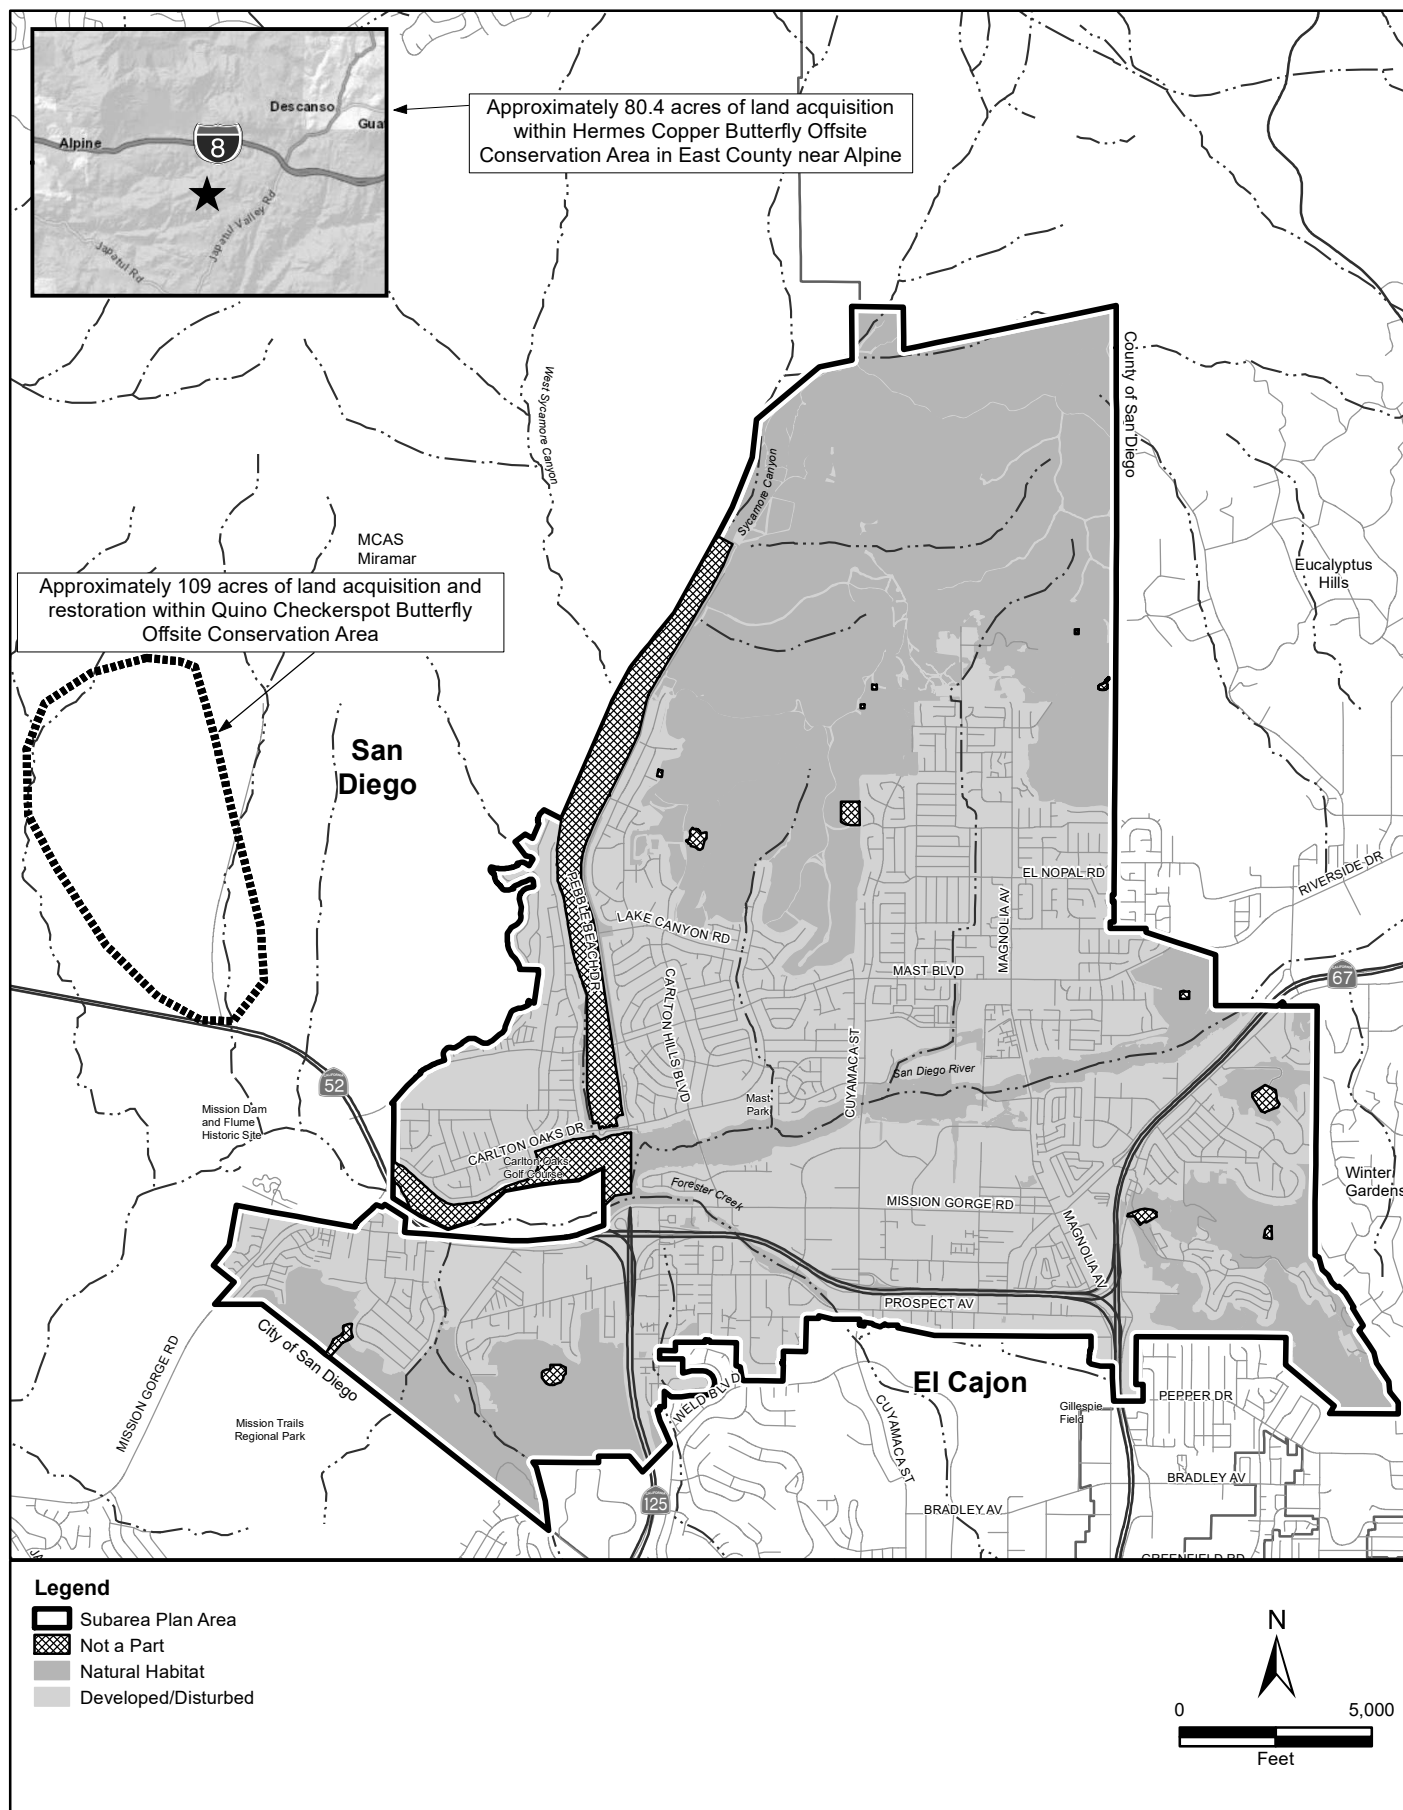 Descanso
Alpine
8
Japatul Valley Rd
Japatul Rd
Approximately 80.4 acres of land acquisition
within Hermes Copper Butterfly Offsite
Conservation Area in East County near Alpine
County of San Diego
West Sycamore Canyon
Sycamore Canyon
MCAS
Miramar
Eucalyptus
Hills
Approximately 109 acres of land acquisition and
restoration within Quino Checkerspot Butterfly
Offsite Conservation Area
San
Diego
EL NOPAL RD
RIVERSIDE DR
PEBBLE BEACH DR
LAKE CANYON RD
MAGNOLIA AV
MAST BLVD
67
CARLTON HILLS BLVD
CUYAMACA ST
San Diego River
52
Mission Dam
and Flume
Historic Site
Mast
Park
CARLTON OAKS DR
Carlton Oaks
Golf Course
Forester Creek
MISSION GORGE RD
Winter
Gardens
MAGNOLIA AV
PROSPECT AV
City of San Diego
MISSION GORGE RD
El Cajon
WELD BLVD
CUYAMACA ST
PEPPER DR
Gillespie
Field
Mission Trails
Regional Park
BRADLEY AV
125
BRADLEY AV
GREENFIELD RD
Legend
Subarea Plan Area
Not a Part
Natural Habitat
Developed/Disturbed
N
0 5,000
Feet